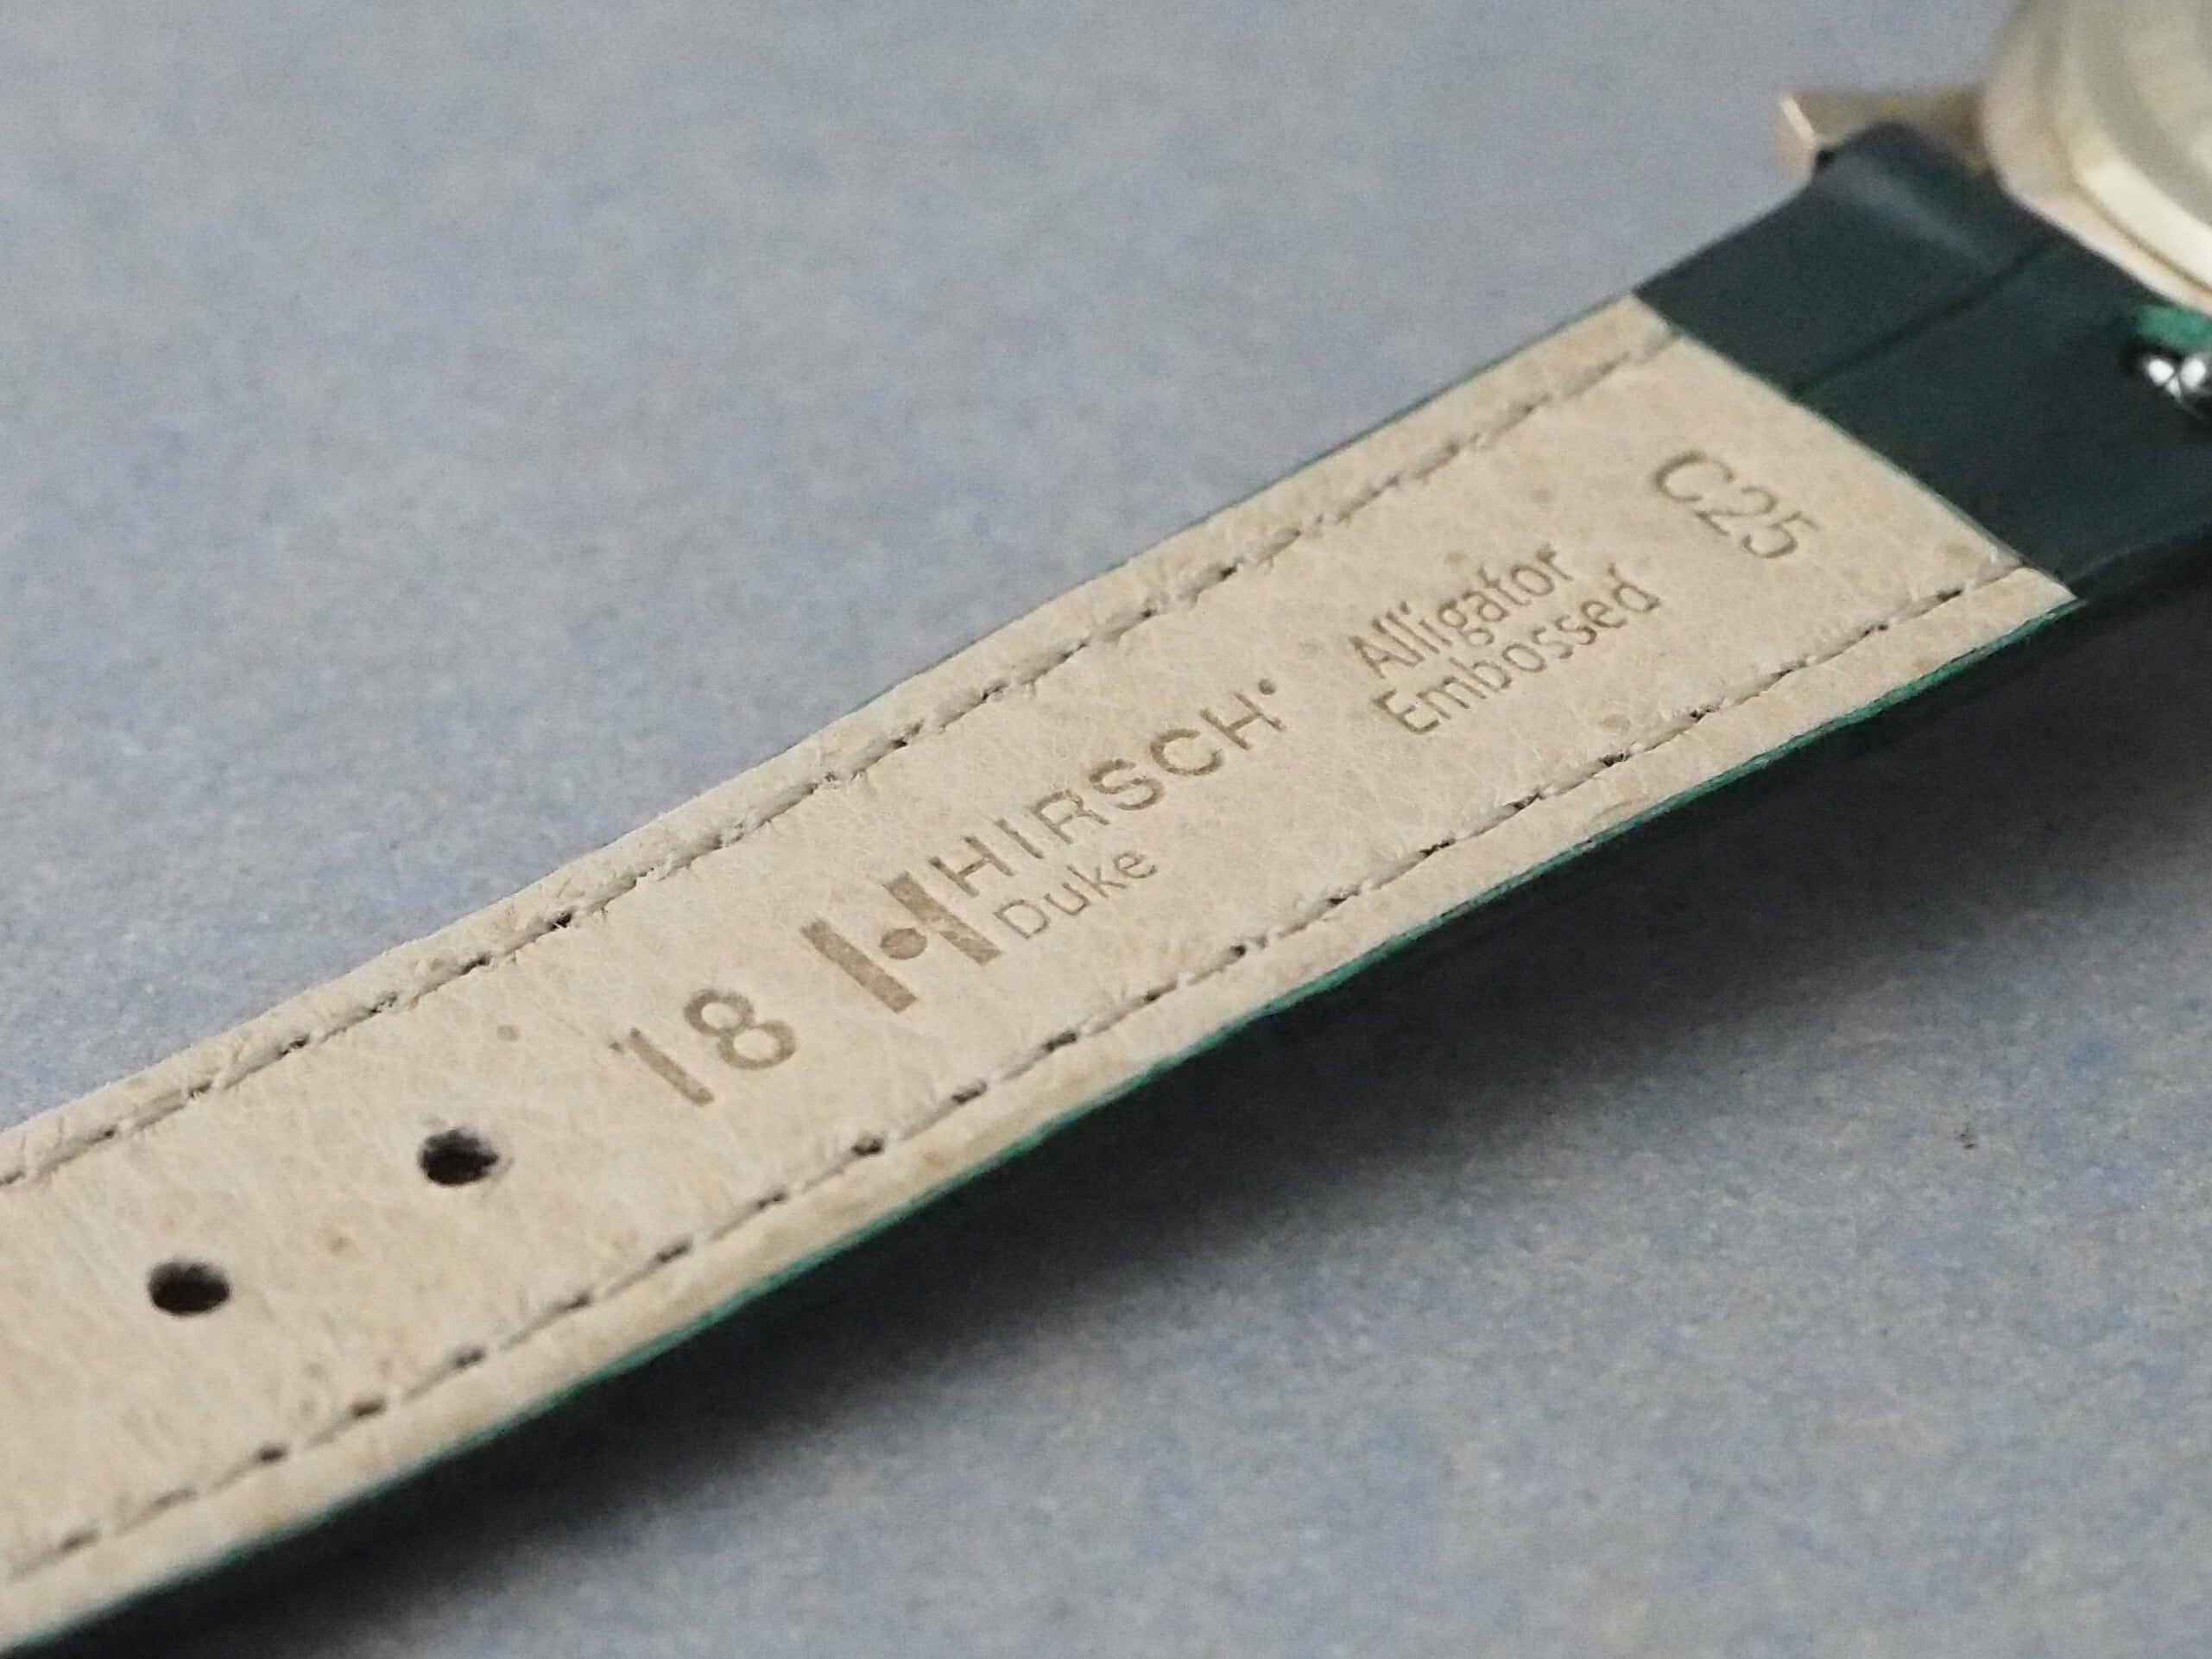 18
HIRSCH
Duke
Alligator
Embossed
C25